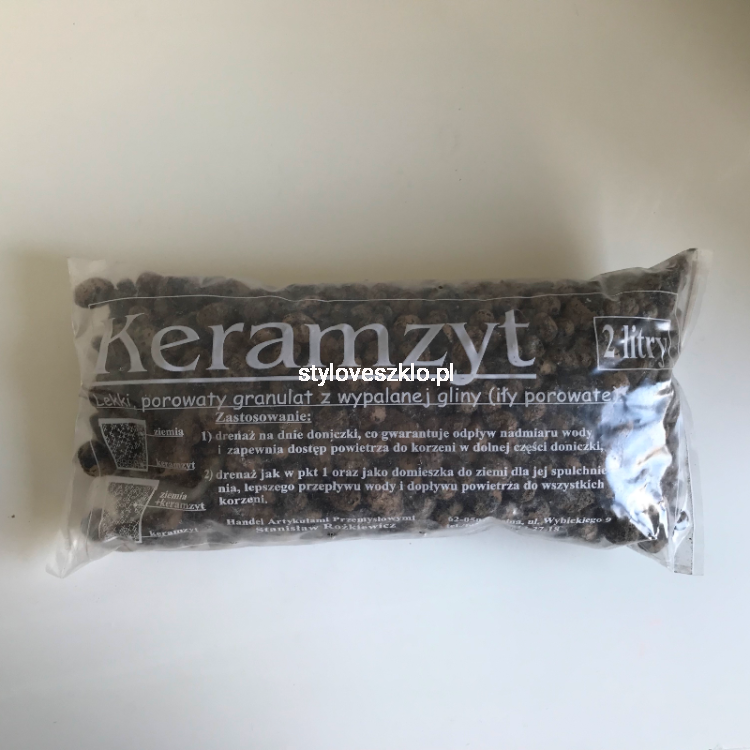 Keramzyt
2 litry
styloveszklo.pl
Lekki, porowaty granulat z wypalanej gliny (iły porowate)
Zastosowanie:
ziemia
keramzyt
1) drenaż na dnie doniczki, co gwarantuje odpływ nadmiaru wody
i zapewnia dostęp powietrza do korzeni w dolnej części doniczki,
2) drenaż jak w pkt 1 oraz jako domieszka do ziemi dla jej spulchnie
nia, lepszego przepływu wody i dopływu powietrza do wszystkich
korzeni.
ziemia
+keramzyt
keramzyt
Handel Artykułami Przemysłowymi
Stanisław Rożkiewicz
ul. Wybickiego 9